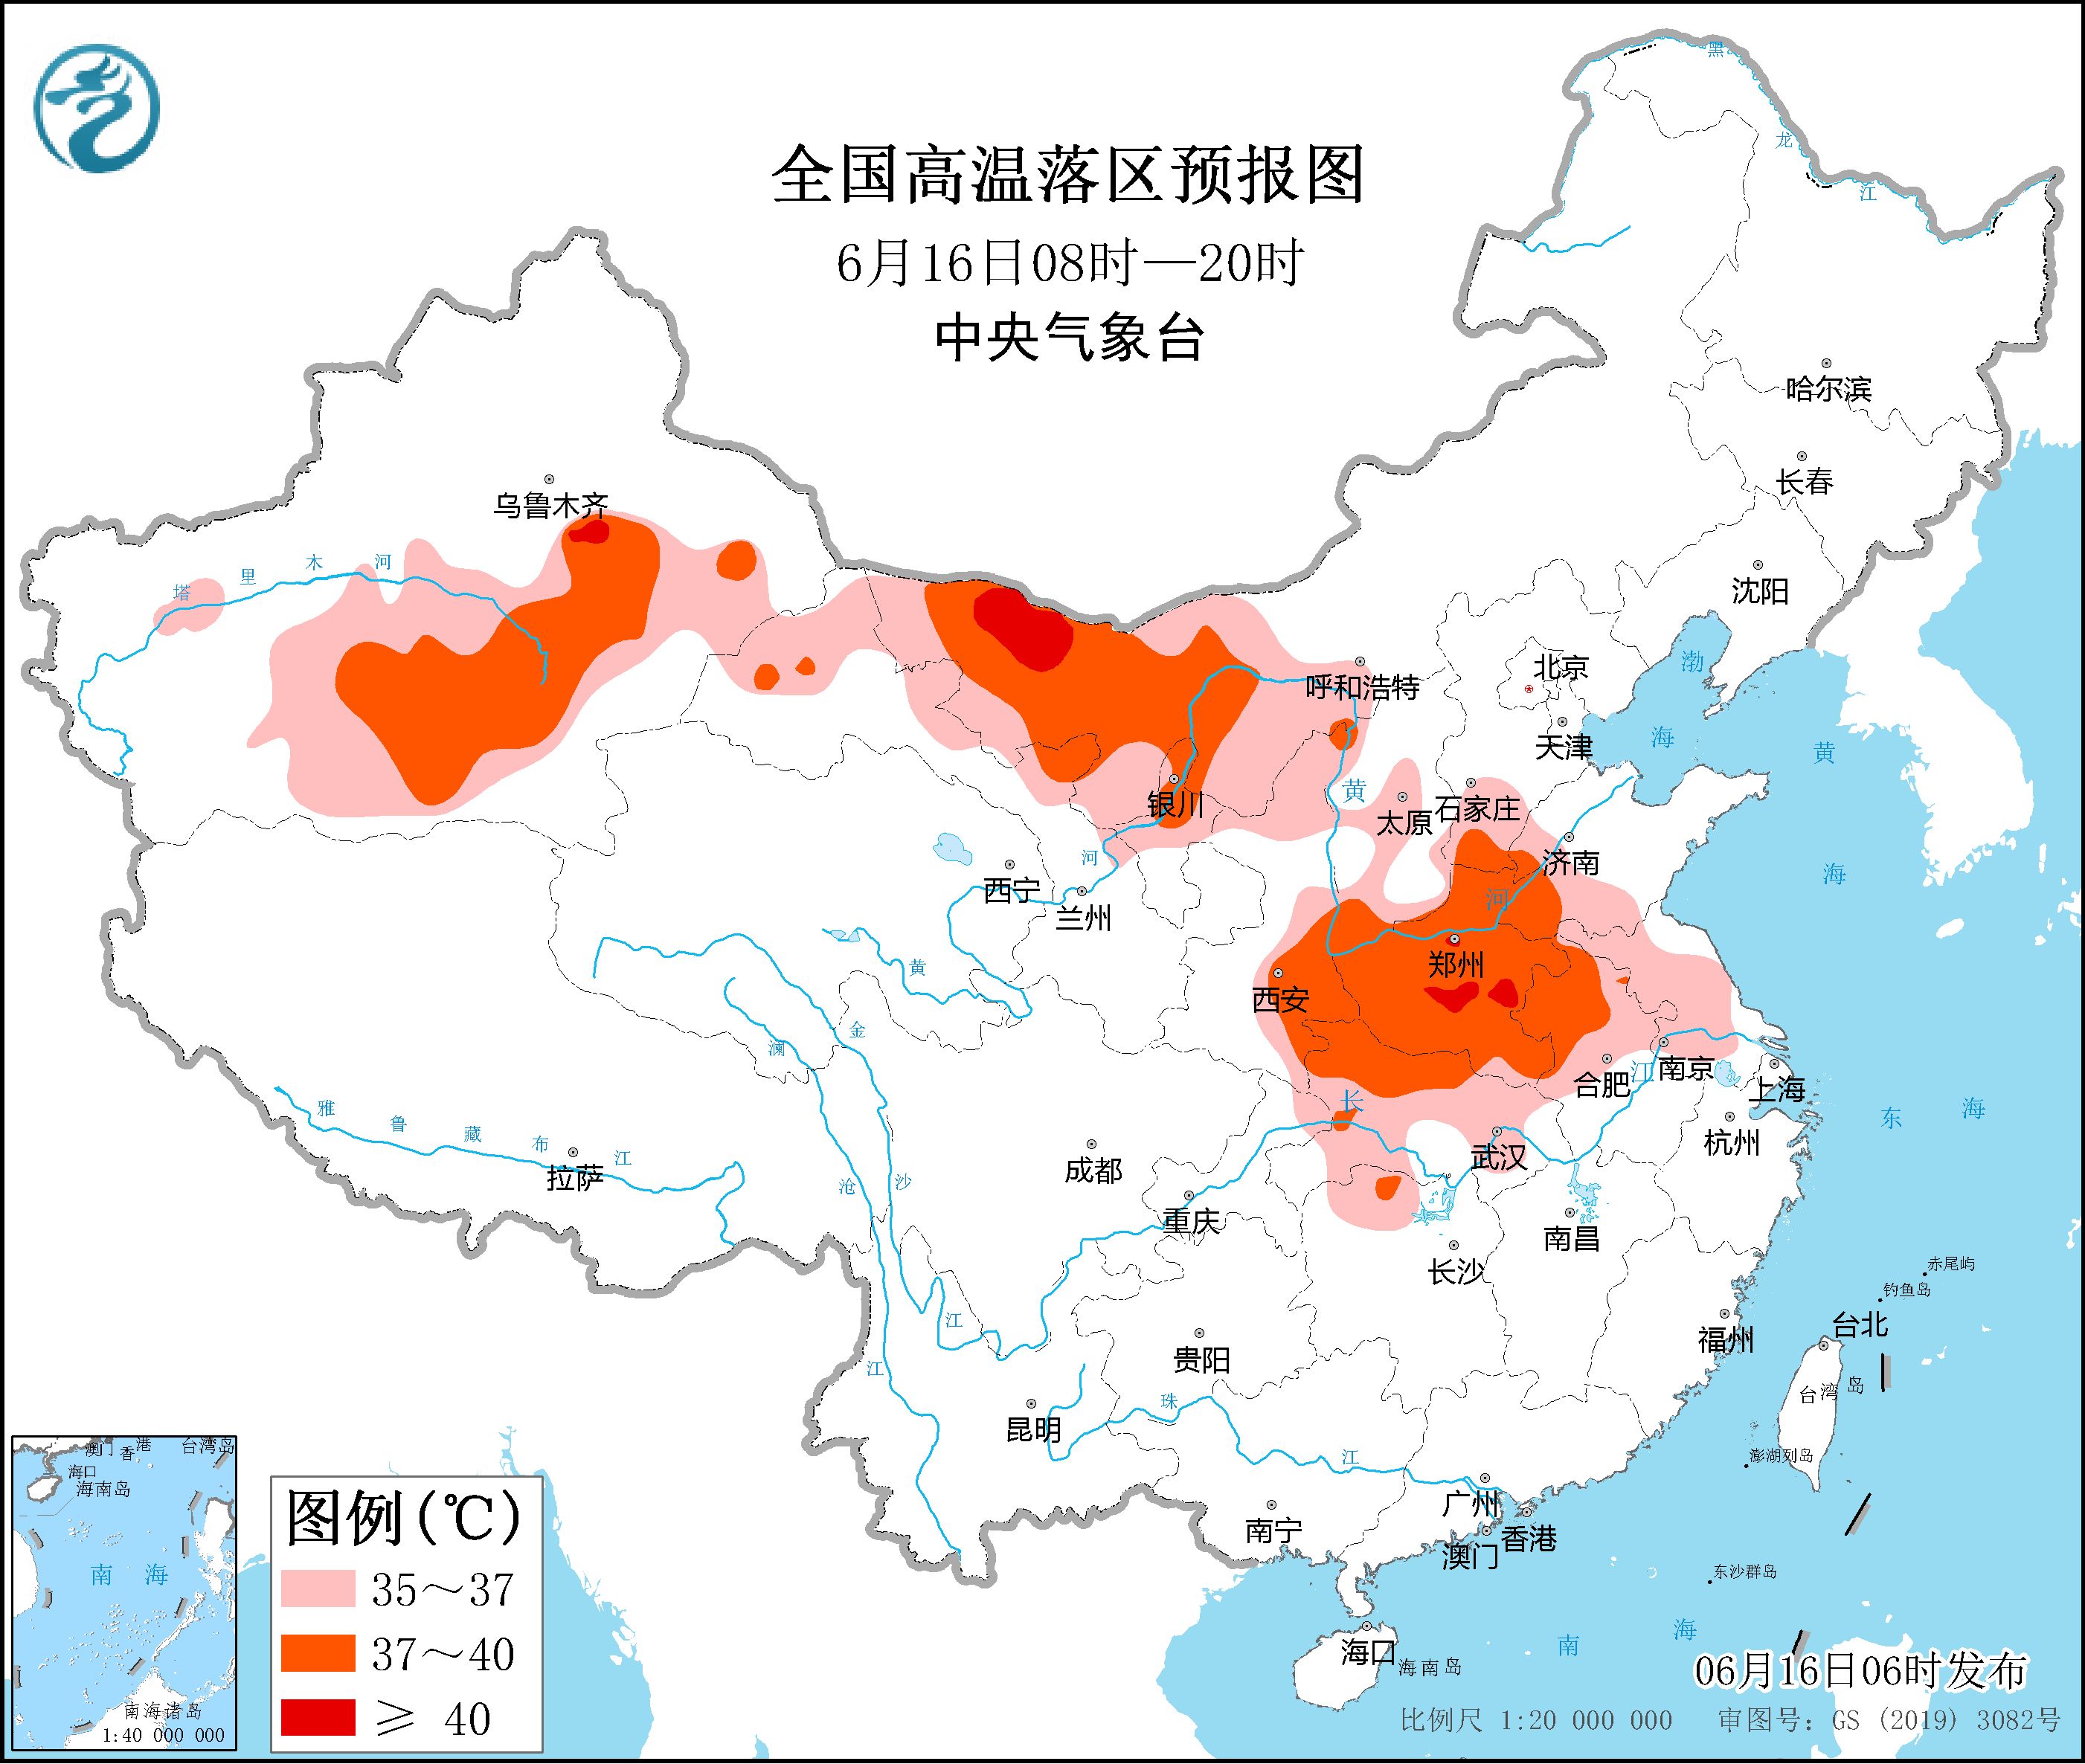 全国高温落区预报图
6月16日08时—20时
中央气象台
黑
龙
江
哈尔滨
长春
沈阳
乌鲁木齐
塔 里 木 河
呼和浩特
北京
天津
渤
海
黄
海
银川
黄
太原
石家庄
济南
河
西宁
兰州
河
郑州
西安
黄
金
澜
合肥
江
南京
上海
长
东 海
雅 鲁 藏 布 江
拉萨
成都
沧
沙
武汉
杭州
重庆
南昌
长沙
赤尾屿
钓鱼岛
江
台北
福州
江
贵阳
台湾岛
珠
昆明
江
澎湖列岛
广州
香港
澳门
南宁
东沙群岛
南 海
海口
海南岛
澳门 香港 台湾岛
海口
海南岛
南 海
南海诸岛
1:40 000 000
图例(℃)
35～37
37～40
≥ 40
06月16日06时发布
比例尺 1:20 000 000 审图号：GS (2019) 3082号